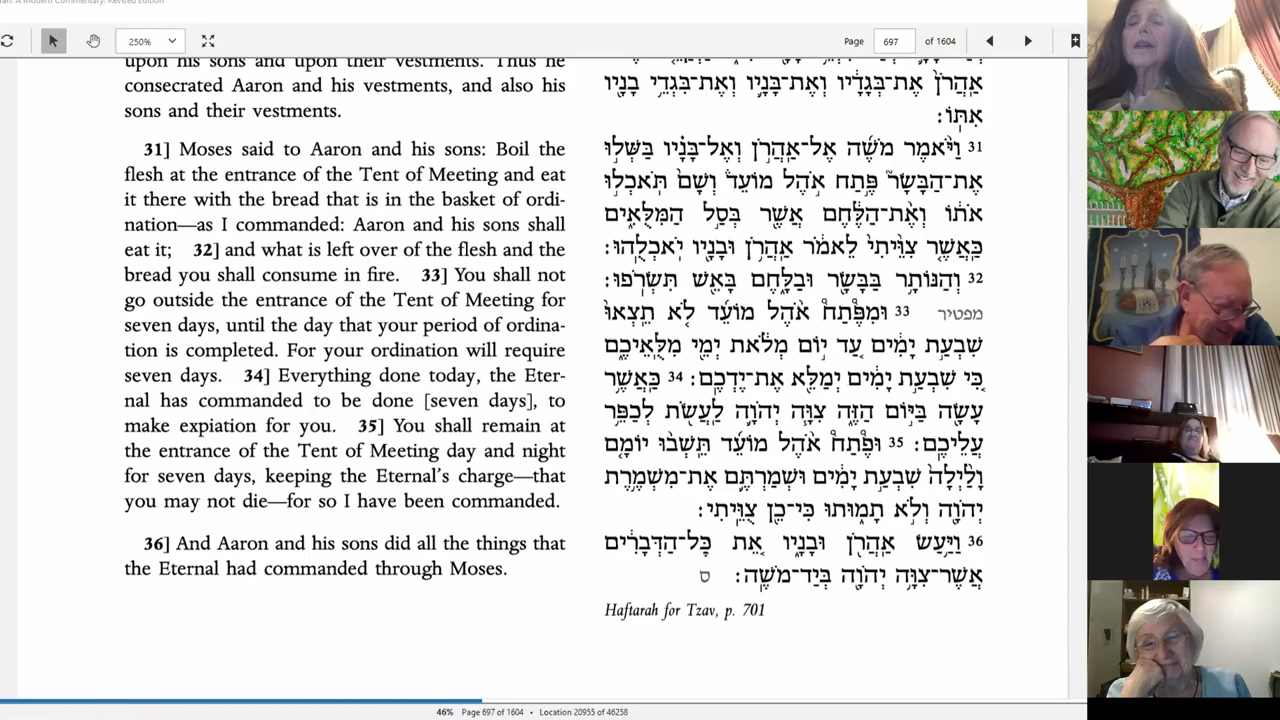 an: A Modern Commentary: Revised Edition
250%
Page 697 of 1604
upon his sons and upon their vestments. Thus he
consecrated Aaron and his vestments, and also his
sons and their vestments.
31] Moses said to Aaron and his sons: Boil the
flesh at the entrance of the Tent of Meeting and eat
it there with the bread that is in the basket of ordi-
nation—as I commanded: Aaron and his sons shall
eat it; 32] and what is left over of the flesh and the
bread you shall consume in fire. 33] You shall not
go outside the entrance of the Tent of Meeting for
seven days, until the day that your period of ordina-
tion is completed. For your ordination will require
seven days. 34] Everything done today, the Eter-
nal has commanded to be done [seven days], to
make expiation for you. 35] You shall remain at
the entrance of the Tent of Meeting day and night
for seven days, keeping the Eternal's charge—that
you may not die—for so I have been commanded.
36] And Aaron and his sons did all the things that
the Eternal had commanded through Moses.
אַהֲרֹן֙ אֶת־בְּגָדָ֔יו וְאֶת־בָּנָ֛יו וְאֶת־בִּגְדֵ֥י בָנָ֖יו
אִתּֽוֹ׃
31 וַיֹּ֨אמֶר מֹשֶׁ֜ה אֶל־אַהֲרֹ֣ן וְאֶל־בָּנָ֗יו בַּשְּׁל֣וּ
אֶת־הַבָּשָׂר֮ פֶּ֣תַח אֹ֣הֶל מוֹעֵד֒ וְשָׁם֙ תֹּאכְל֣וּ
אֹת֔וֹ וְאֶ֨ת־הַלֶּ֔חֶם אֲשֶׁ֖ר בְּסַ֣ל הַמִּלֻּאִ֑ים
כַּאֲשֶׁ֤ר צִוֵּ֙יתִי֙ לֵאמֹ֔ר אַהֲרֹ֥ן וּבָנָ֖יו יֹאכְלֻֽהוּ׃
32 וְהַנּוֹתָ֥ר בַּבָּשָׂ֖ר וּבַלָּ֑חֶם בָּאֵ֖שׁ תִּשְׂרֹֽפוּ׃
מפטיר 33 וּמִפֶּ֩תַח֩ אֹ֨הֶל מוֹעֵ֜ד לֹ֤א תֵֽצְאוּ֙
שִׁבְעַ֣ת יָמִ֔ים עַ֚ד י֣וֹם מְלֹ֔את יְמֵ֖י מִלֻּאֵיכֶ֑ם
כִּ֚י שִׁבְעַ֣ת יָמִ֔ים יְמַלֵּ֖א אֶת־יֶדְכֶֽם׃ 34 כַּאֲשֶׁ֥ר
עָשָׂ֖ה בַּיּ֣וֹם הַזֶּ֑ה צִוָּ֧ה יְהֹוָ֛ה לַעֲשֹׂ֖ת לְכַפֵּ֥ר
עֲלֵיכֶֽם׃ 35 וּפֶ֩תַח֩ אֹ֨הֶל מוֹעֵ֜ד תֵּשְׁב֨וּ יוֹמָ֤ם
וָלַ֙יְלָה֙ שִׁבְעַ֣ת יָמִ֔ים וּשְׁמַרְתֶּ֛ם אֶת־מִשְׁמֶ֥רֶת
יְהֹוָ֖ה וְלֹ֣א תָמ֑וּתוּ כִּי־כֵ֖ן צֻוֵּֽיתִי׃
36 וַיַּ֥עַשׂ אַהֲרֹ֖ן וּבָנָ֑יו אֵ֚ת כׇּל־הַדְּבָרִ֔ים
אֲשֶׁר־צִוָּ֥ה יְהֹוָ֖ה בְּיַד־מֹשֶֽׁה׃ ס
Haftarah for Tzav, p. 701
46% Page 697 of 1604 • Location 20955 of 46258